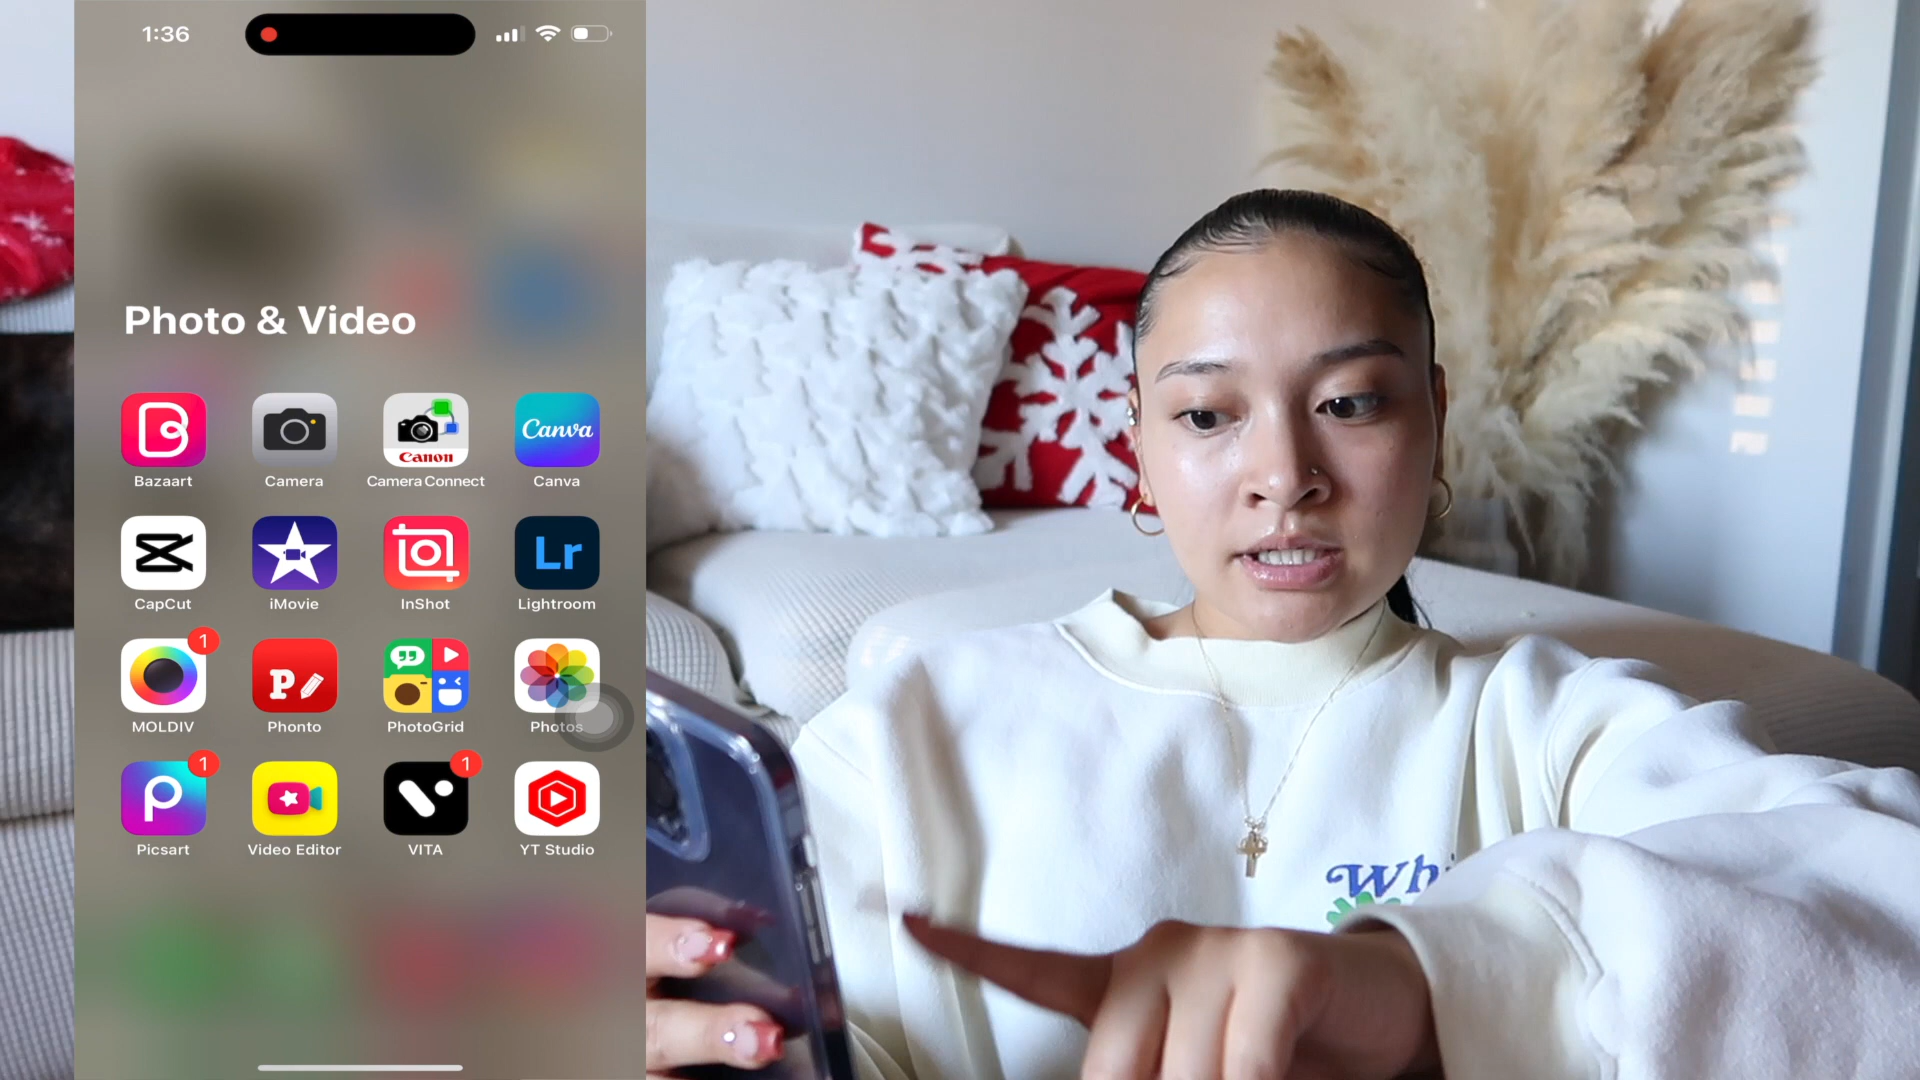 1:36
Photo & Video
Canon
Canva
Bazaart
Camera
Camera Connect
Canva
Lr
CapCut
iMovie
InShot
Lightroom
1
P
MOLDIV
Phonto
PhotoGrid
Photos
1
1
Picsart
Video Editor
VITA
YT Studio
Whi